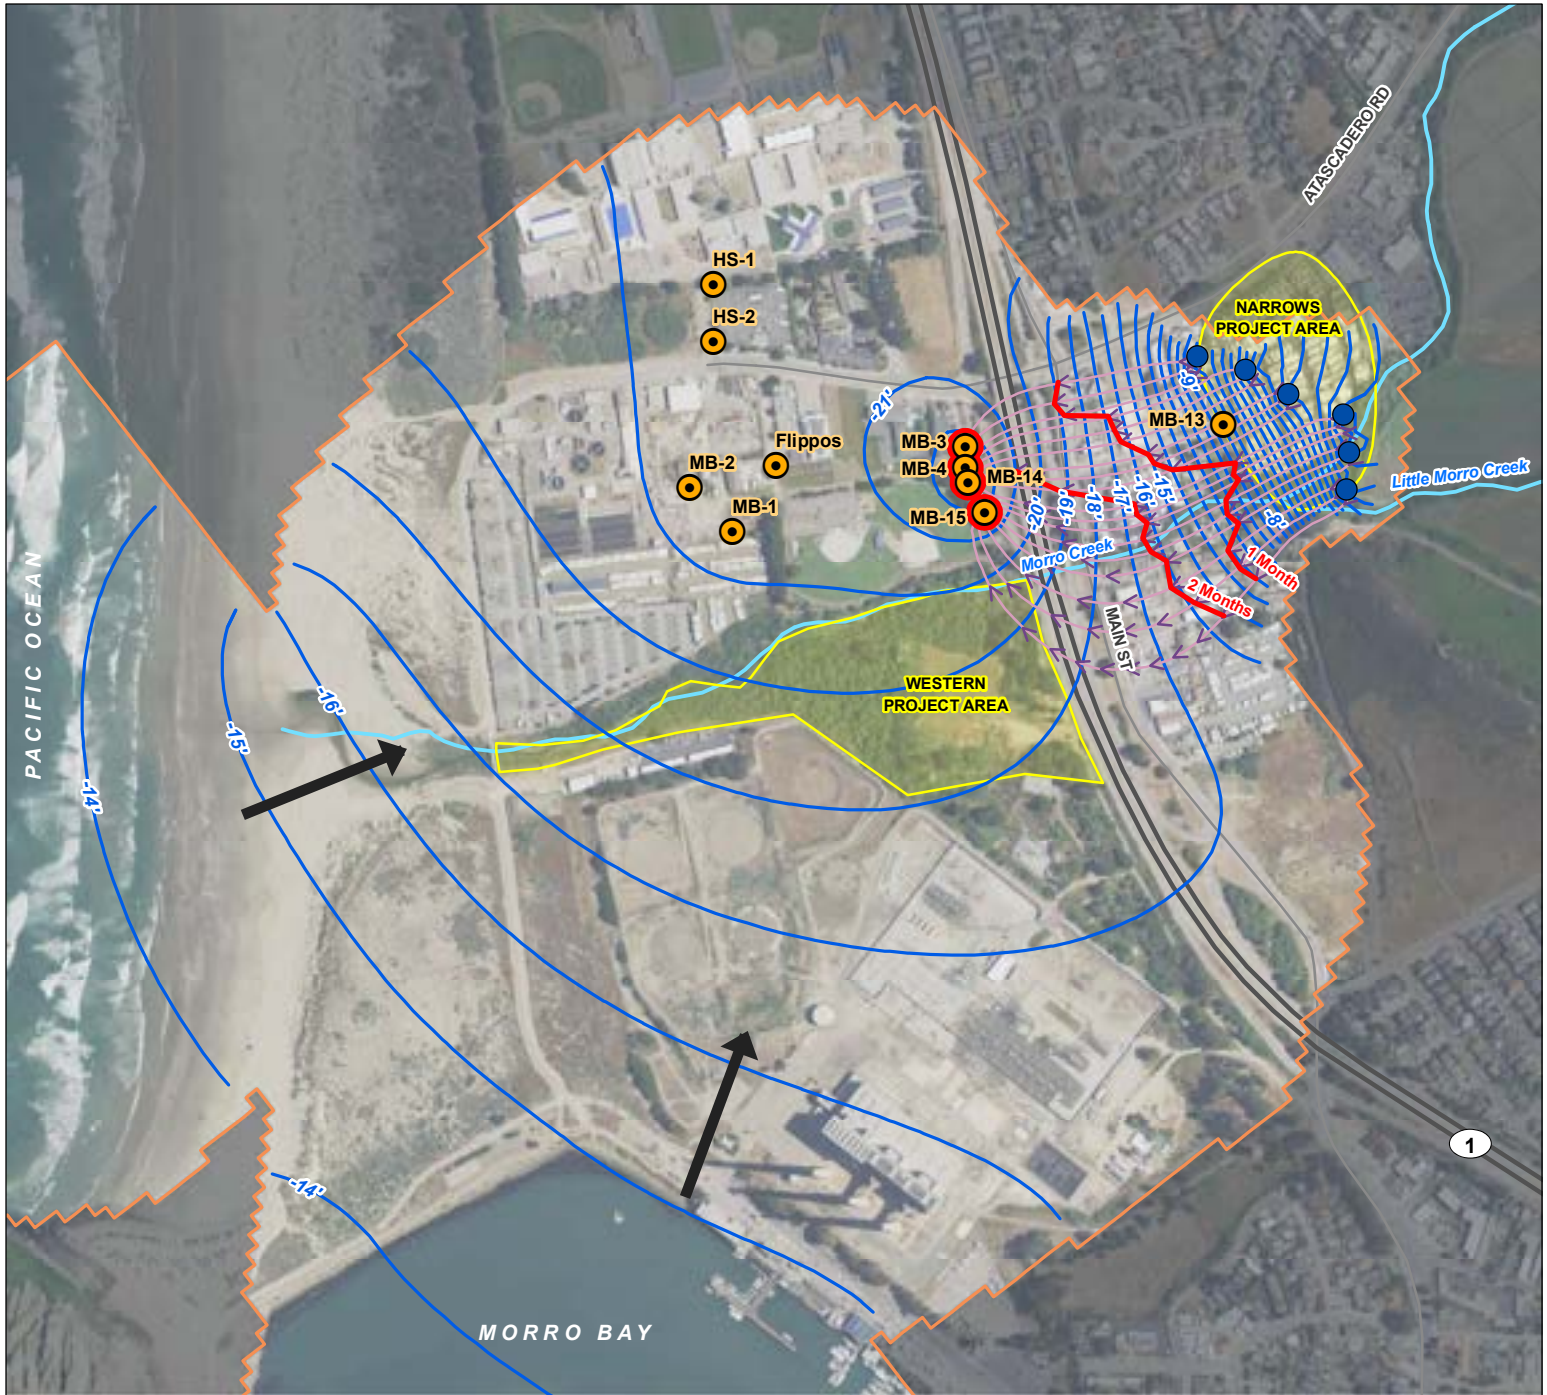 ATASCADERO RD
HS-1
HS-2
NARROWS
PROJECT AREA
-9'
-21'
MB-13
MB-3
Flippos
MB-4
MB-2
MB-14
Little Morro Creek
MB-1
MB-15
-20'
-19'
-18'
-17'
-16'
-15'
-8'
Morro Creek
1 Month
2 Months
MAIN ST
PACIFIC OCEAN
WESTERN
PROJECT AREA
-16'
-15'
-14'
1
-14'
MORRO BAY